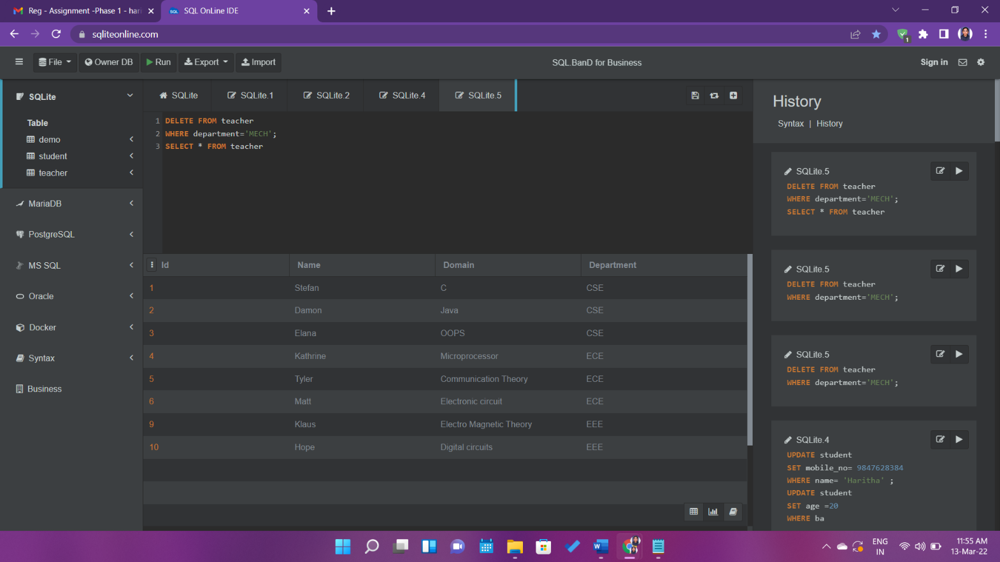 Reg - Assignment -Phase 1 - hari
SQL OnLine IDE
sqliteonline.com
1
File
Owner DB
Run
Export
Import
SQL.BanD for Business
Sign in
SQLite
Table
demo
student
teacher
MariaDB
PostgreSQL
MS SQL
Oracle
Docker
Syntax
Business
SQLite
SQLite.1
SQLite.2
SQLite.4
SQLite.5
1 DELETE FROM teacher
2 WHERE department='MECH';
3 SELECT * FROM teacher
Id Name Domain Department
1 Stefan C CSE
2 Damon Java CSE
3 Elana OOPS CSE
4 Kathrine Microprocessor ECE
5 Tyler Communication Theory ECE
6 Matt Electronic circuit ECE
9 Klaus Electro Magnetic Theory EEE
10 Hope Digital circuits EEE
History
Syntax | History
SQLite.5
DELETE FROM teacher
WHERE department='MECH';
SELECT * FROM teacher
SQLite.5
DELETE FROM teacher
WHERE department='MECH';
SQLite.5
DELETE FROM teacher
WHERE department='MECH';
SQLite.4
UPDATE student
SET mobile_no= 9847628384
WHERE name= 'Haritha' ;
UPDATE student
SET age =20
WHERE ba
ENG
IN
11:55 AM
13-Mar-22